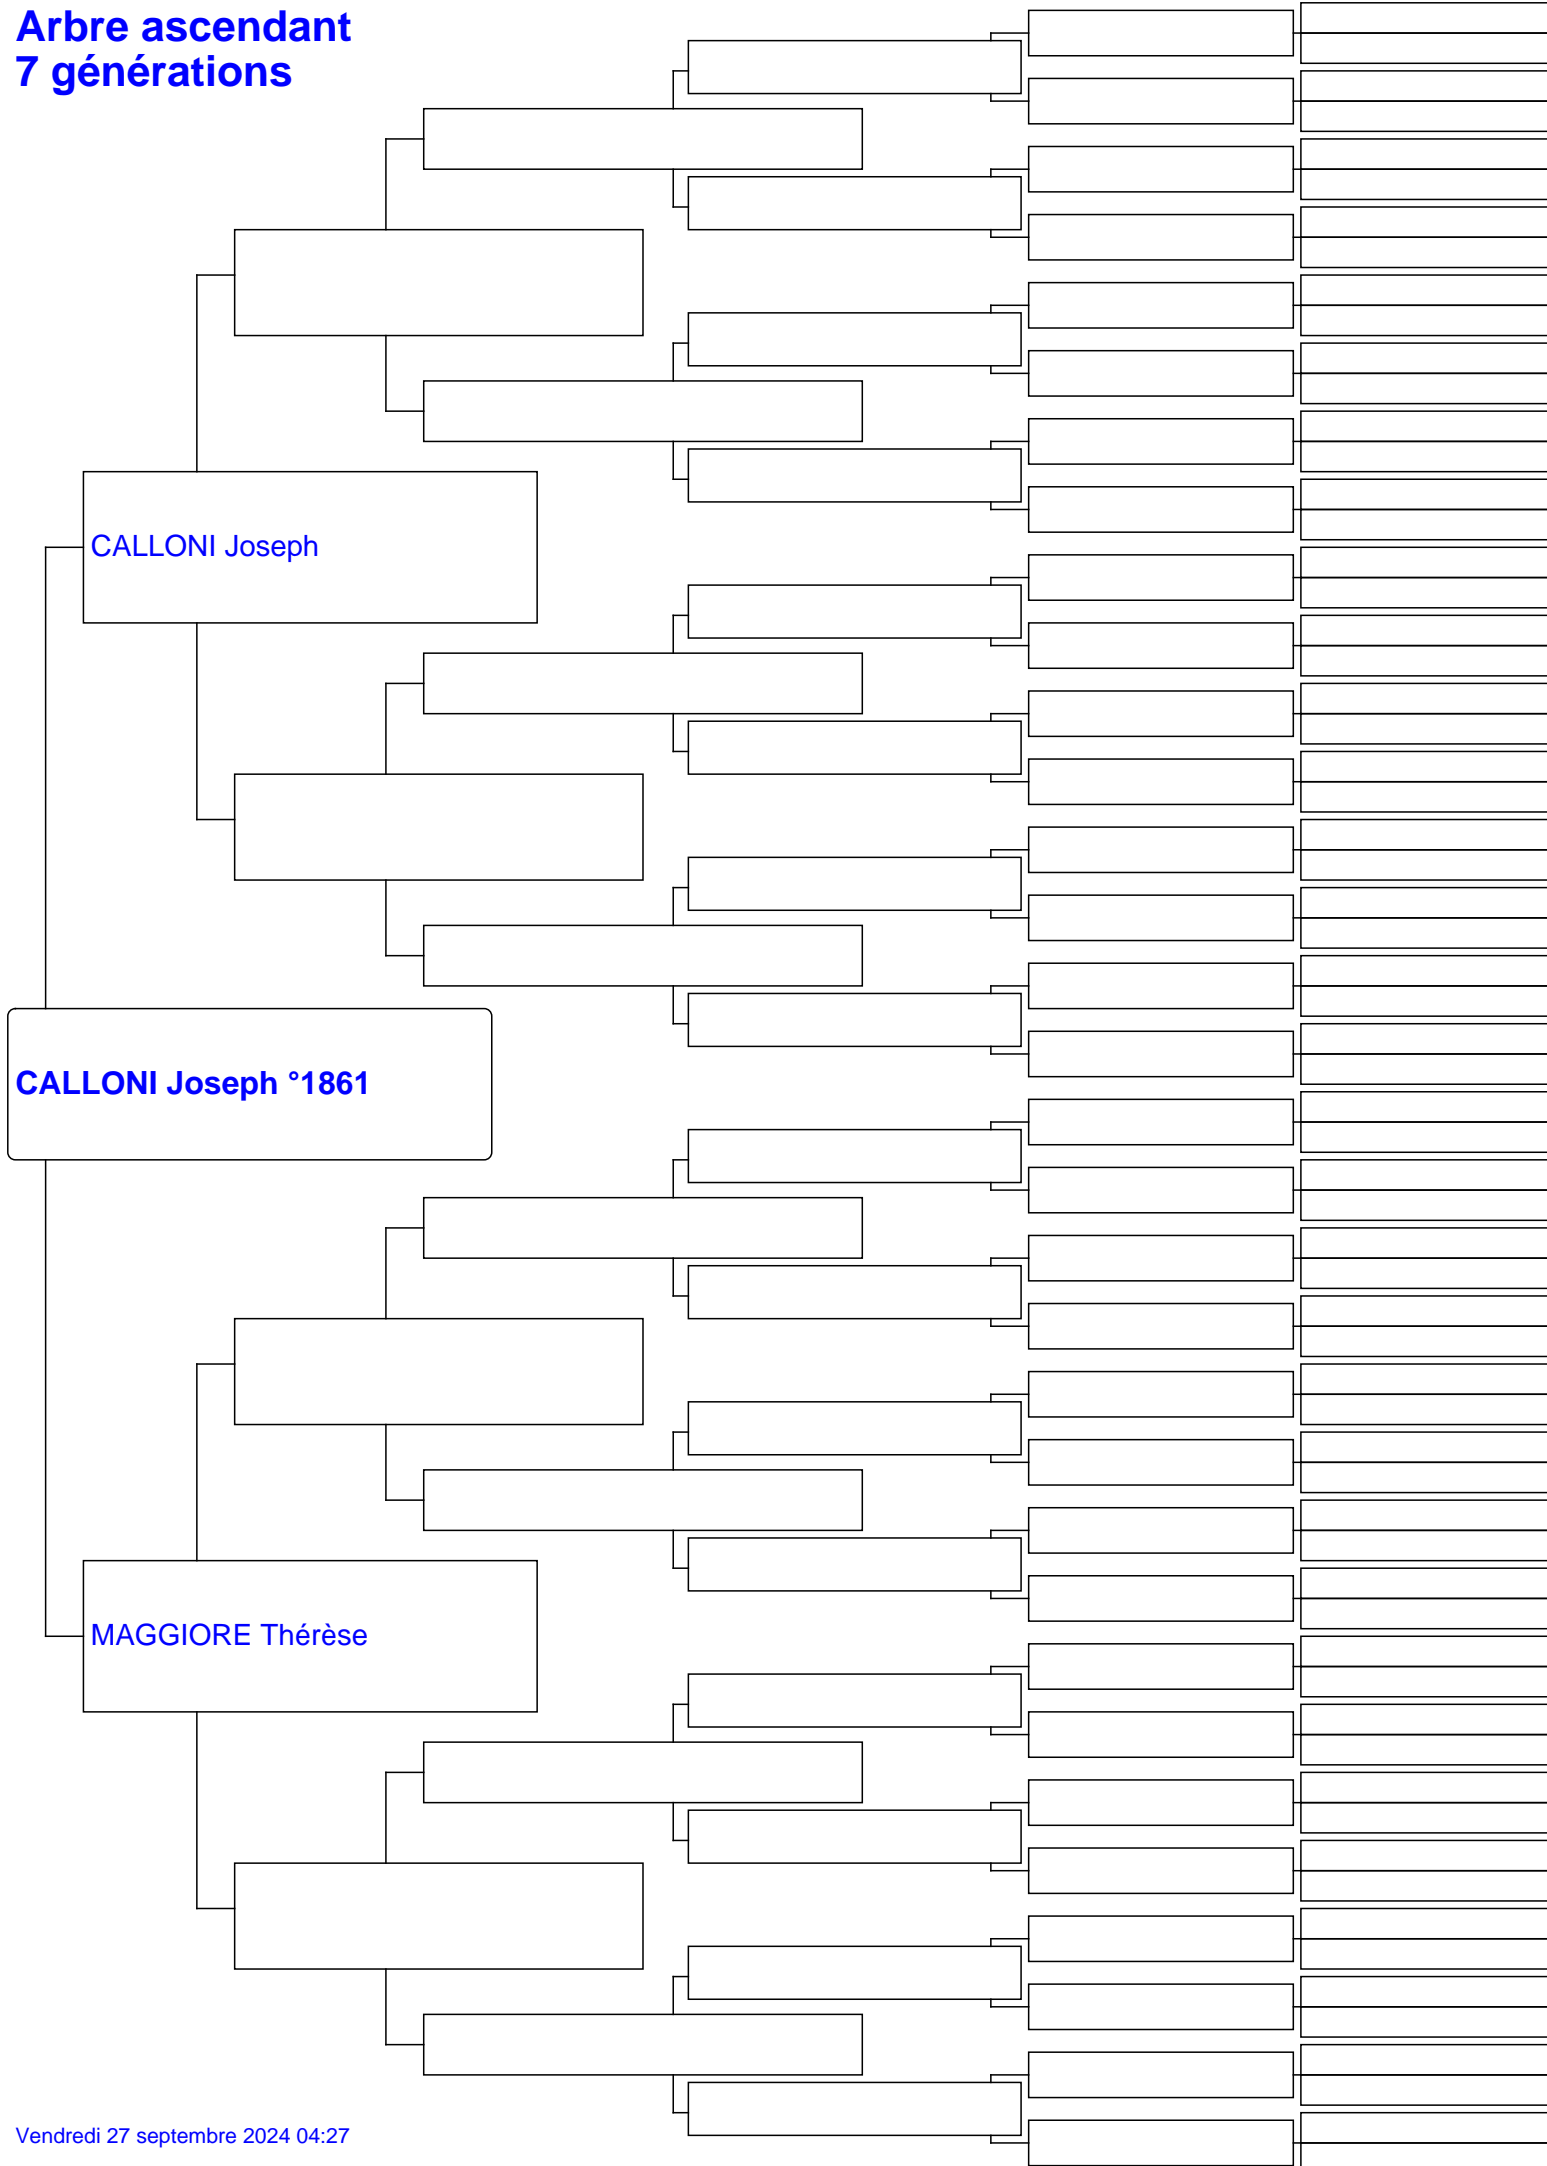 Arbre ascendant
7 générations
CALLONI Joseph
CALLONI Joseph °1861
MAGGIORE Thérèse
Vendredi 27 septembre 2024 04:27